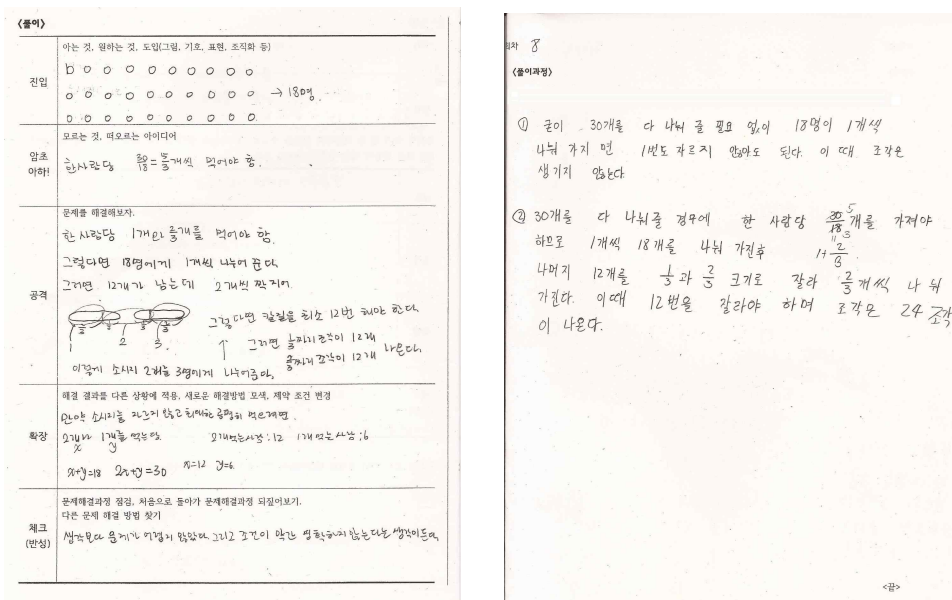 <풀이>
진입
아는 것, 원하는 것, 도입(그림, 기호, 표현, 조직화 등)
→ 18명.
암초
아하!
모르는 것, 떠오르는 아이디어
한사람당 30/18 = 5/3개씩 먹어야 함.
공격
문제를 해결해보자.
한 사람당 1개와 2/3개를 먹어야 함.
그렇다면 18명에게 1개씩 나누어 준다.
그러면 12개가 남는데 2개씩 짝지어
1 2 3
그렇다면 칼질을 최소 12번 해야 한다.
↑ 그러면 1/3짜리 조각이 12개
2/3짜리 조각이 12개 나온다.
이렇게 소시지 2개를 3명에게 나누어준다.
확장
해결 결과를 다른 상황에 적용, 새로운 해결방법 모색, 제약 조건 변경
만약 소시지를 자르지 않고 최대한 공평히 먹으려면.
2개와 1개를 먹는다. 2개먹는사람 : 12 1개 먹는 사람 ; 6
x y
x+y=18 2x+y=30 x=12 y=6.
체크
(반성)
문제해결과정 점검, 처음으로 돌아가 문제해결과정 되짚어보기.
다른 문제 해결 방법 찾기
생각보다 문제가 어렵지 않았다. 그리고 조건이 약간 명확하지 않는다는 생각이든다.
회차 8
<풀이과정>
① 굳이 30개를 다 나눠 줄 필요 없이 18명이 1개씩
나눠 가지면 1번도 자르지 않아도 된다. 이 때 조각은
생기지 않는다.
② 30개를 다 나눠줄 경우에 한 사람당 30/18 5/3개를 가져야
하므로 1개씩 18개를 나눠 가진후 1+2/3
나머지 12개를 1/3과 2/3 크기로 잘라 2/3개씩 나눠
가진다. 이때 12번을 잘라야 하며 조각은 24조각
이 나온다.
<끝>